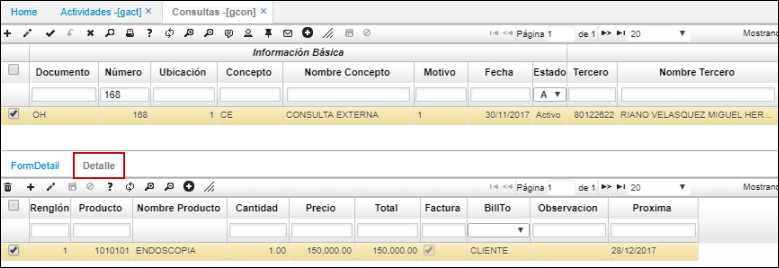 Home Actividades -[gact] × Consultas -[gcon] ×
Página 1 de 1 20 Mostrand
Información Básica
Documento Número Ubicación Concepto Nombre Concepto Motivo Fecha Estado Tercero Nombre Tercero
168 A
OH 168 1 CE CONSULTA EXTERNA 1 30/11/2017 Activo 80122622 RIANO VELASQUEZ MIGUEL HER...
FormDetail Detalle
Página 1 de 1 20 Mostrand
Renglón Producto Nombre Producto Cantidad Precio Total Factura BillTo Observacion Proxima
1 1010101 ENDOSCOPIA 1.00 150,000.00 150,000.00 CLIENTE 28/12/2017